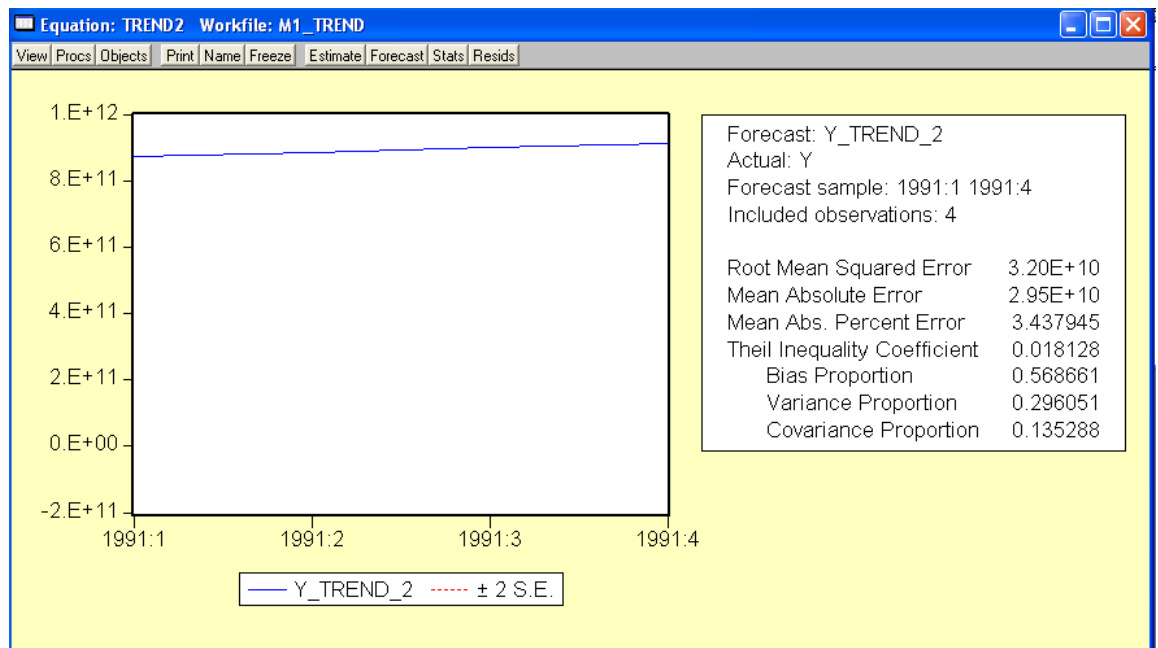 Equation: TREND2 Workfile: M1_TREND
View Procs Objects Print Name Freeze Estimate Forecast Stats Resids
1.E+12
8.E+11
6.E+11
4.E+11
2.E+11
0.E+00
-2.E+11
1991:1 1991:2 1991:3 1991:4
Y_TREND_2 ± 2 S.E.
Forecast: Y_TREND_2
Actual: Y
Forecast sample: 1991:1 1991:4
Included observations: 4
Root Mean Squared Error 3.20E+10
Mean Absolute Error 2.95E+10
Mean Abs. Percent Error 3.437945
Theil Inequality Coefficient 0.018128
Bias Proportion 0.568661
Variance Proportion 0.296051
Covariance Proportion 0.135288